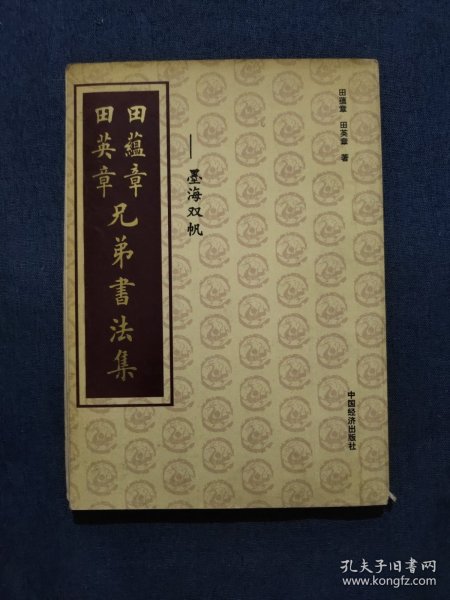 田蕴章
田英章
兄弟書法集
——墨海双帆
田蕴章 田英章 著
中国经济出版社
孔夫子旧书网
www.kongfz.com